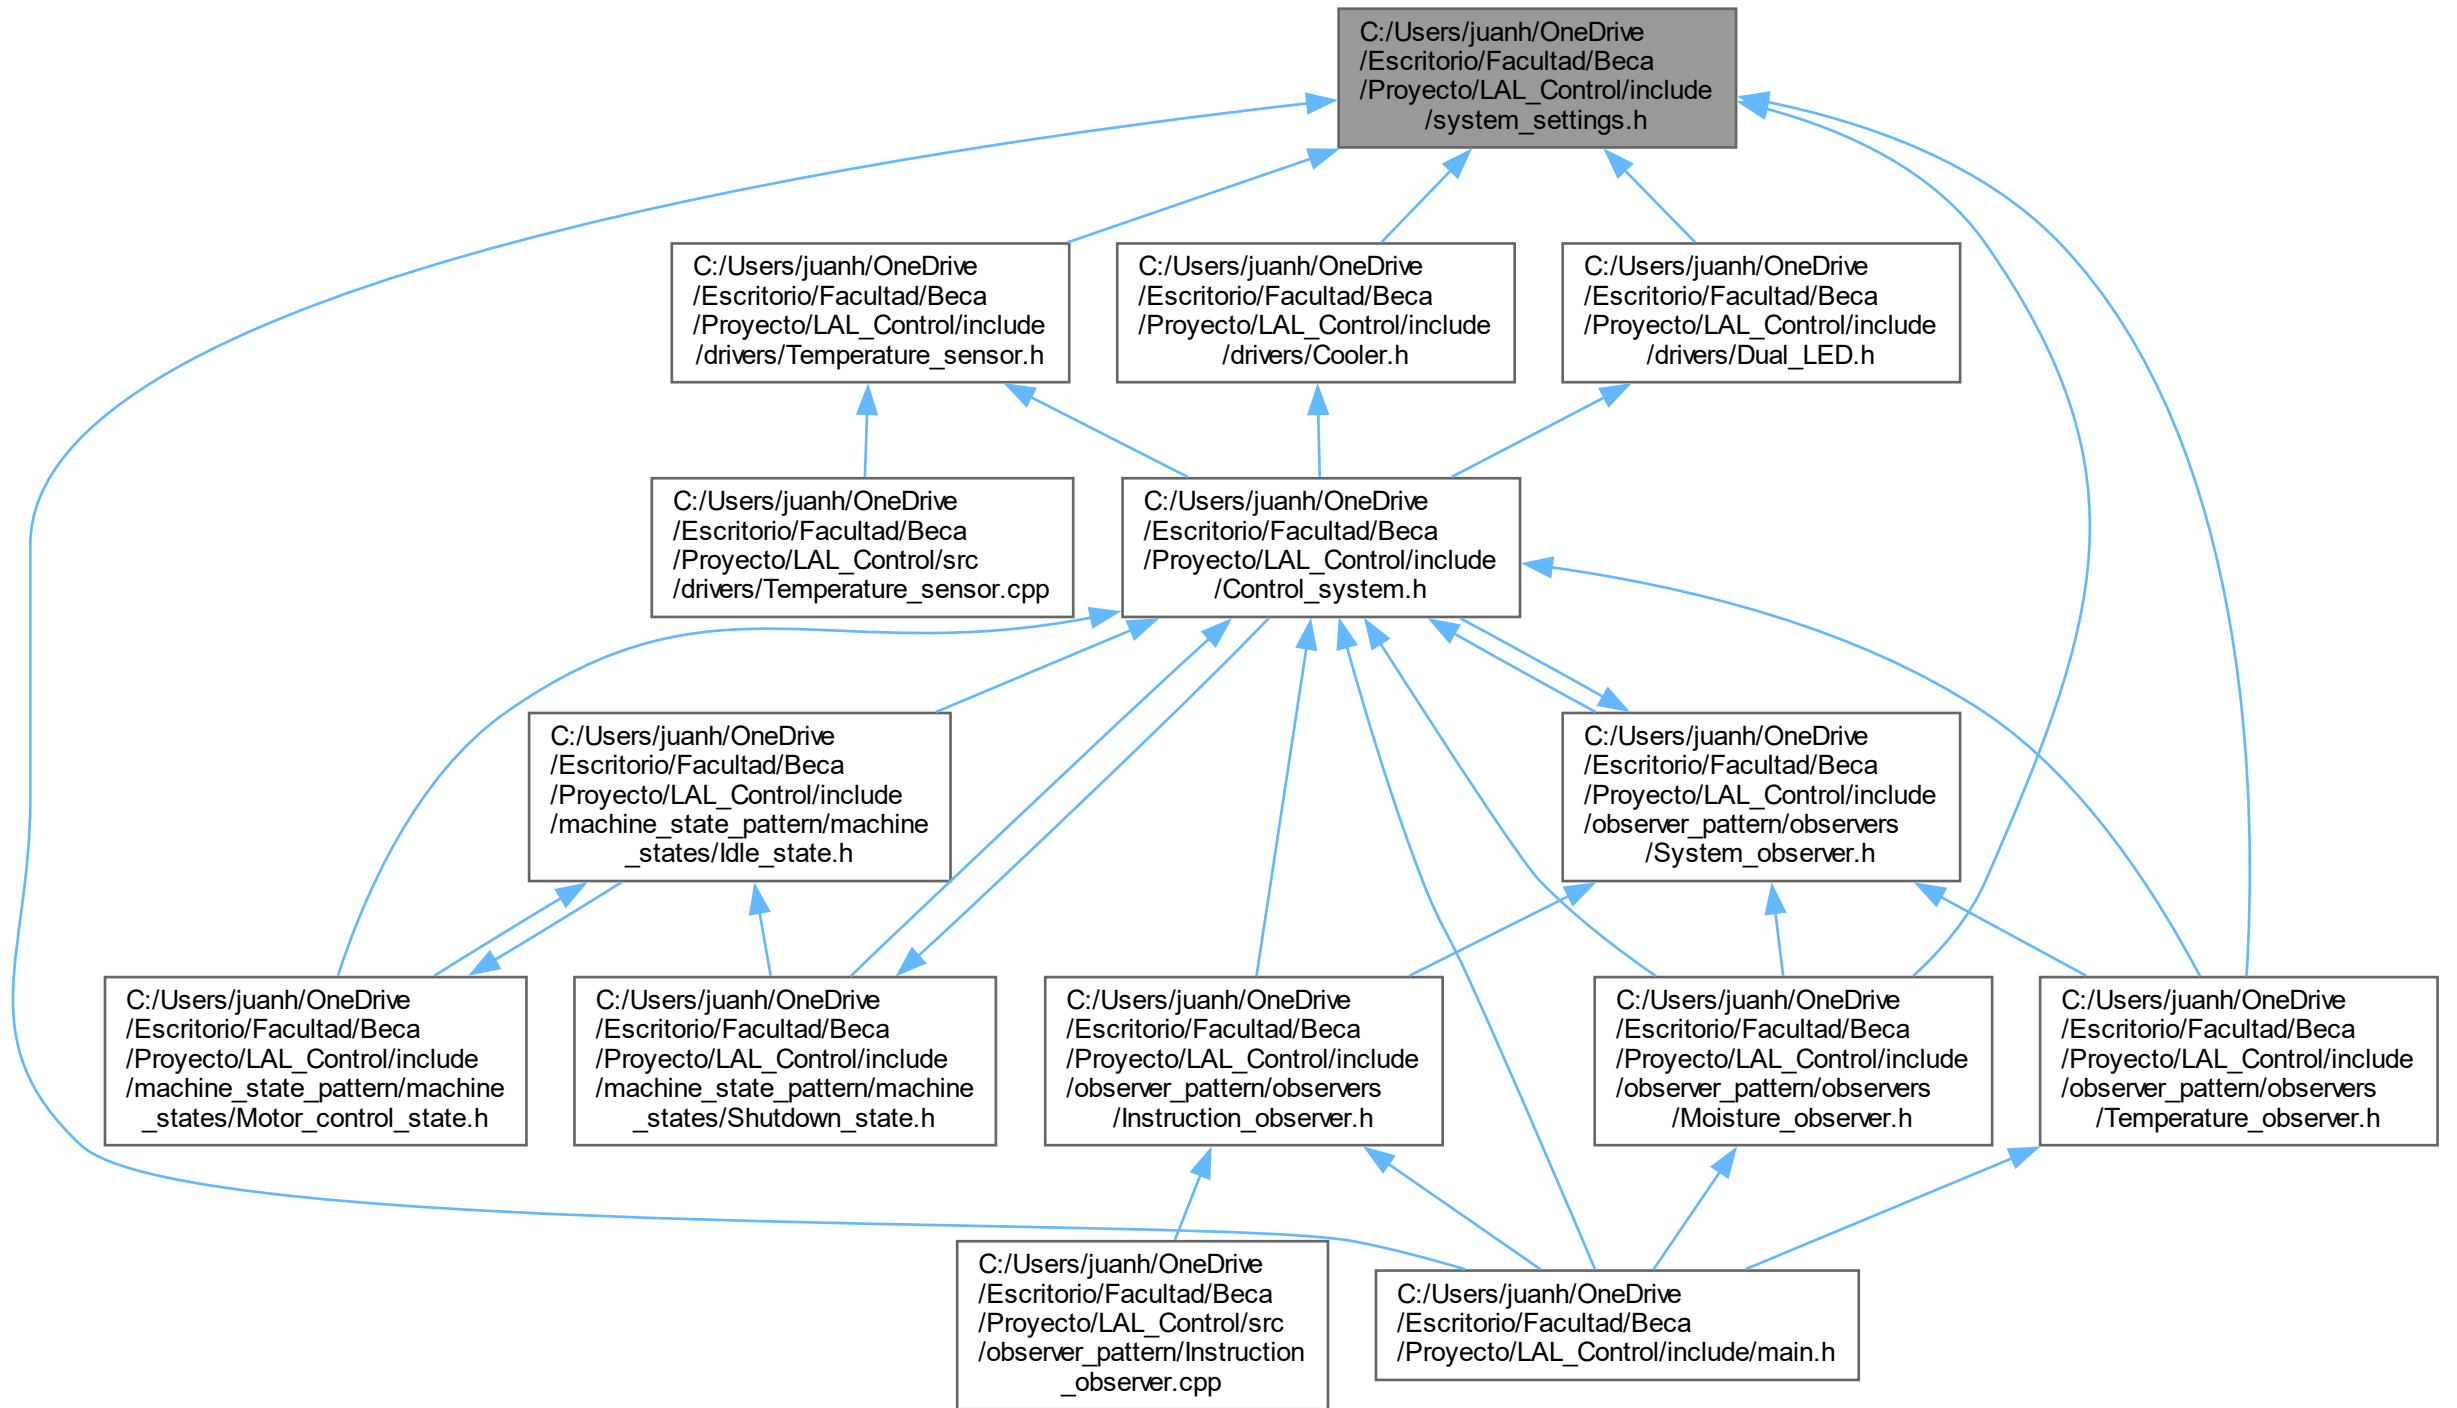 C:/Users/juanh/OneDrive
/Escritorio/Facultad/Beca
/Proyecto/LAL_Control/include
/system_settings.h
C:/Users/juanh/OneDrive
/Escritorio/Facultad/Beca
/Proyecto/LAL_Control/include
/drivers/Temperature_sensor.h
C:/Users/juanh/OneDrive
/Escritorio/Facultad/Beca
/Proyecto/LAL_Control/include
/drivers/Cooler.h
C:/Users/juanh/OneDrive
/Escritorio/Facultad/Beca
/Proyecto/LAL_Control/include
/drivers/Dual_LED.h
C:/Users/juanh/OneDrive
/Escritorio/Facultad/Beca
/Proyecto/LAL_Control/src
/drivers/Temperature_sensor.cpp
C:/Users/juanh/OneDrive
/Escritorio/Facultad/Beca
/Proyecto/LAL_Control/include
/Control_system.h
C:/Users/juanh/OneDrive
/Escritorio/Facultad/Beca
/Proyecto/LAL_Control/include
/machine_state_pattern/machine
_states/Idle_state.h
C:/Users/juanh/OneDrive
/Escritorio/Facultad/Beca
/Proyecto/LAL_Control/include
/observer_pattern/observers
/System_observer.h
C:/Users/juanh/OneDrive
/Escritorio/Facultad/Beca
/Proyecto/LAL_Control/include
/machine_state_pattern/machine
_states/Motor_control_state.h
C:/Users/juanh/OneDrive
/Escritorio/Facultad/Beca
/Proyecto/LAL_Control/include
/machine_state_pattern/machine
_states/Shutdown_state.h
C:/Users/juanh/OneDrive
/Escritorio/Facultad/Beca
/Proyecto/LAL_Control/include
/observer_pattern/observers
/Instruction_observer.h
C:/Users/juanh/OneDrive
/Escritorio/Facultad/Beca
/Proyecto/LAL_Control/include
/observer_pattern/observers
/Moisture_observer.h
C:/Users/juanh/OneDrive
/Escritorio/Facultad/Beca
/Proyecto/LAL_Control/include
/observer_pattern/observers
/Temperature_observer.h
C:/Users/juanh/OneDrive
/Escritorio/Facultad/Beca
/Proyecto/LAL_Control/src
/observer_pattern/Instruction
_observer.cpp
C:/Users/juanh/OneDrive
/Escritorio/Facultad/Beca
/Proyecto/LAL_Control/include/main.h